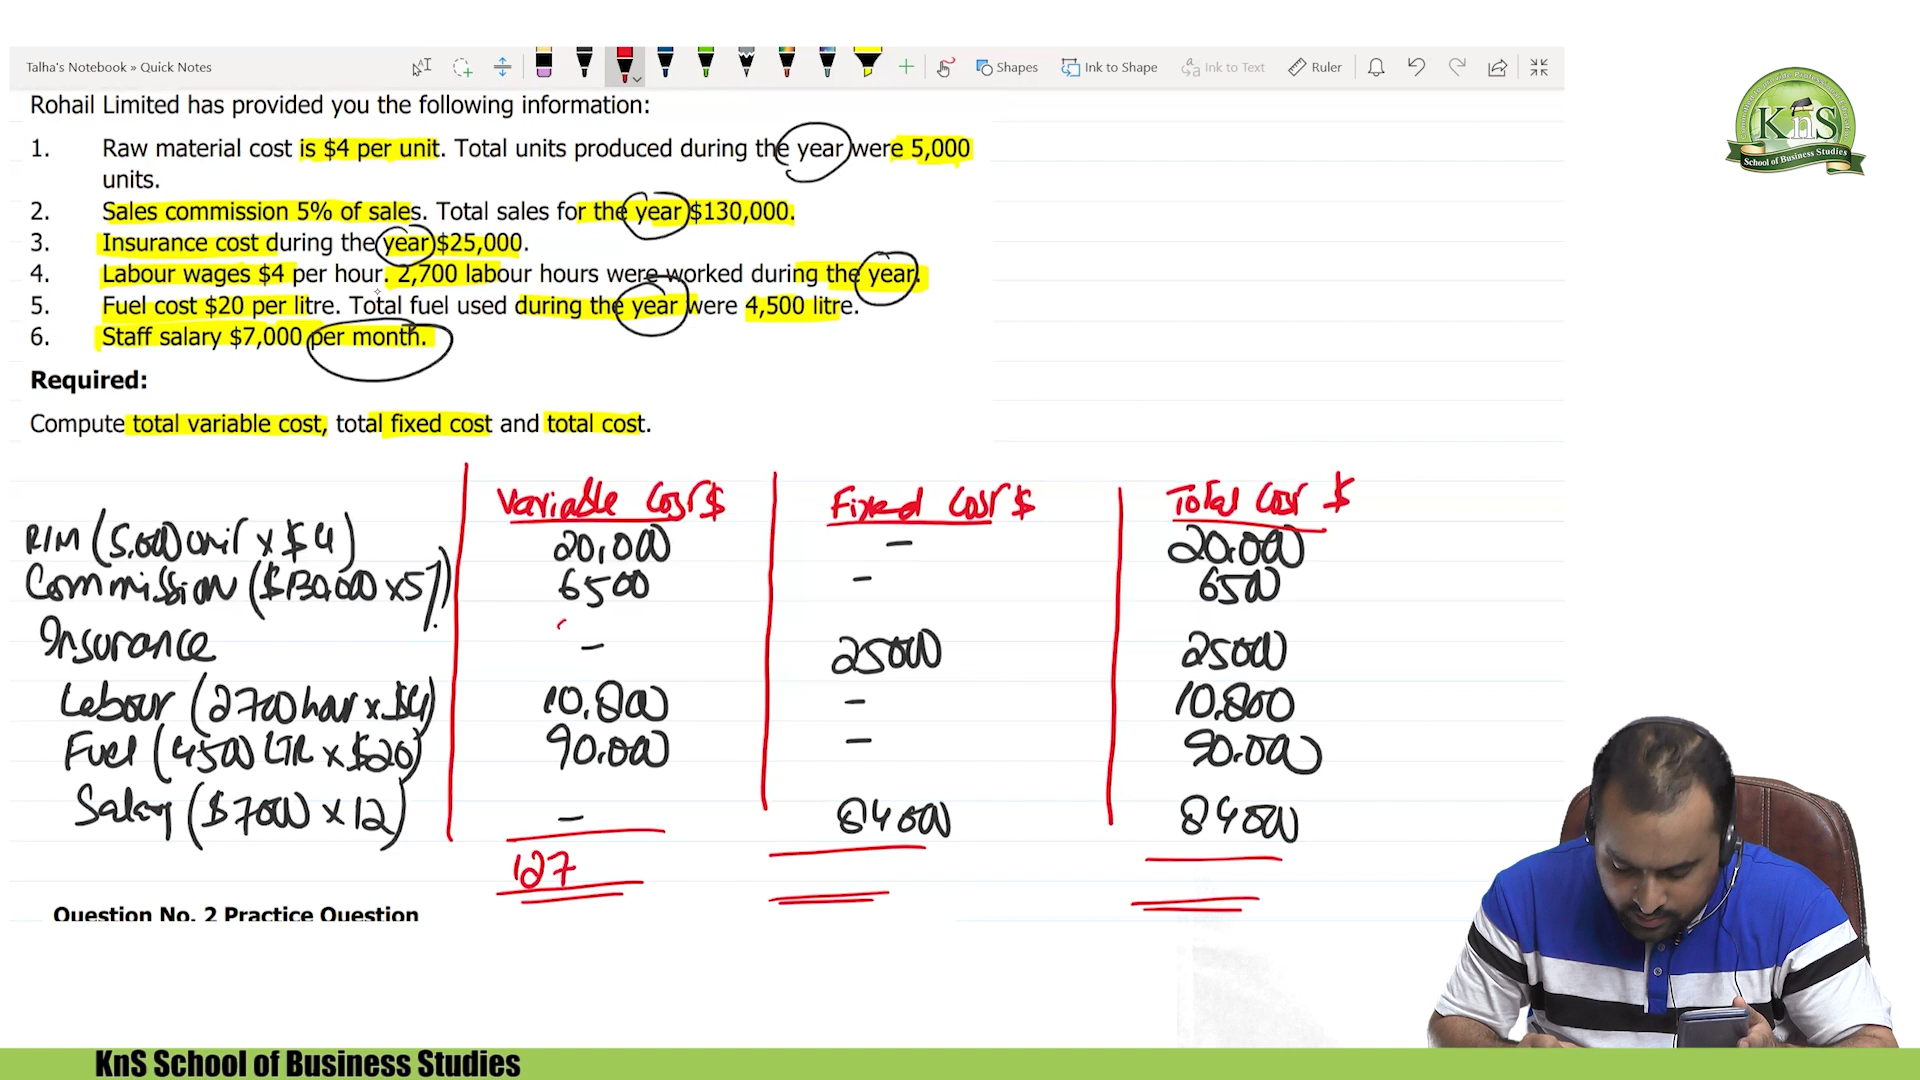 Talha's Notebook » Quick Notes
Shapes
Ink to Shape
Ink to Text
Ruler
Rohail Limited has provided you the following information:
1. Raw material cost is $4 per unit. Total units produced during the year were 5,000
units.
2. Sales commission 5% of sales. Total sales for the year $130,000.
3. Insurance cost during the year $25,000.
4. Labour wages $4 per hour. 2,700 labour hours were worked during the year.
5. Fuel cost $20 per litre. Total fuel used during the year were 4,500 litre.
6. Staff salary $7,000 per month.
Required:
Compute total variable cost, total fixed cost and total cost.
Variable Cost $ Fixed Cost $ Total Cost $
R/M (5,000 unit x $4) 20,000 - 20,000
Commission ($130,000 x 5%) 6500 - 6500
Insurance - 25000 25000
Labour (2700 hour x $4) 10,800 - 10,800
Fuel (4500 LTR x $20) 90,000 - 90,000
Salary ($7000 x 12) - 84000 84000
127
Question No. 2 Practice Question
KnS
School of Business Studies
KnS School of Business Studies